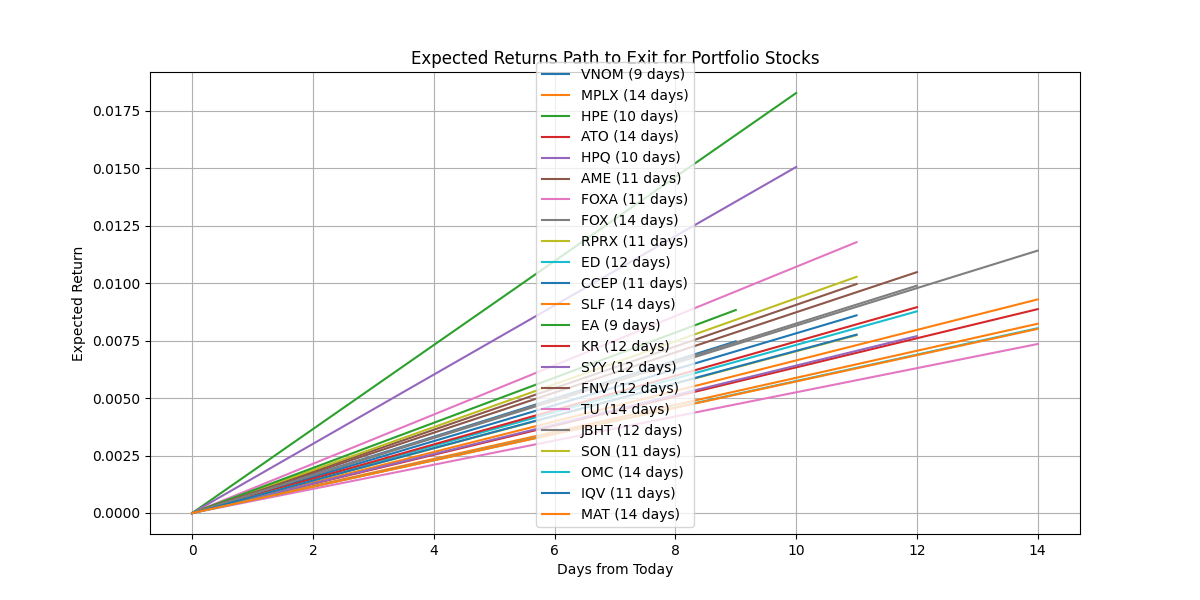 Expected Returns Path to Exit for Portfolio Stocks
VNOM (9 days)
MPLX (14 days)
HPE (10 days)
ATO (14 days)
HPQ (10 days)
AME (11 days)
FOXA (11 days)
FOX (14 days)
RPRX (11 days)
ED (12 days)
CCEP (11 days)
SLF (14 days)
EA (9 days)
KR (12 days)
SYY (12 days)
FNV (12 days)
TU (14 days)
JBHT (12 days)
SON (11 days)
OMC (14 days)
IQV (11 days)
MAT (14 days)
0.0175
0.0150
0.0125
0.0100
0.0075
0.0050
0.0025
0.0000
Expected Return
0 2 4 6 8 10 12 14
Days from Today